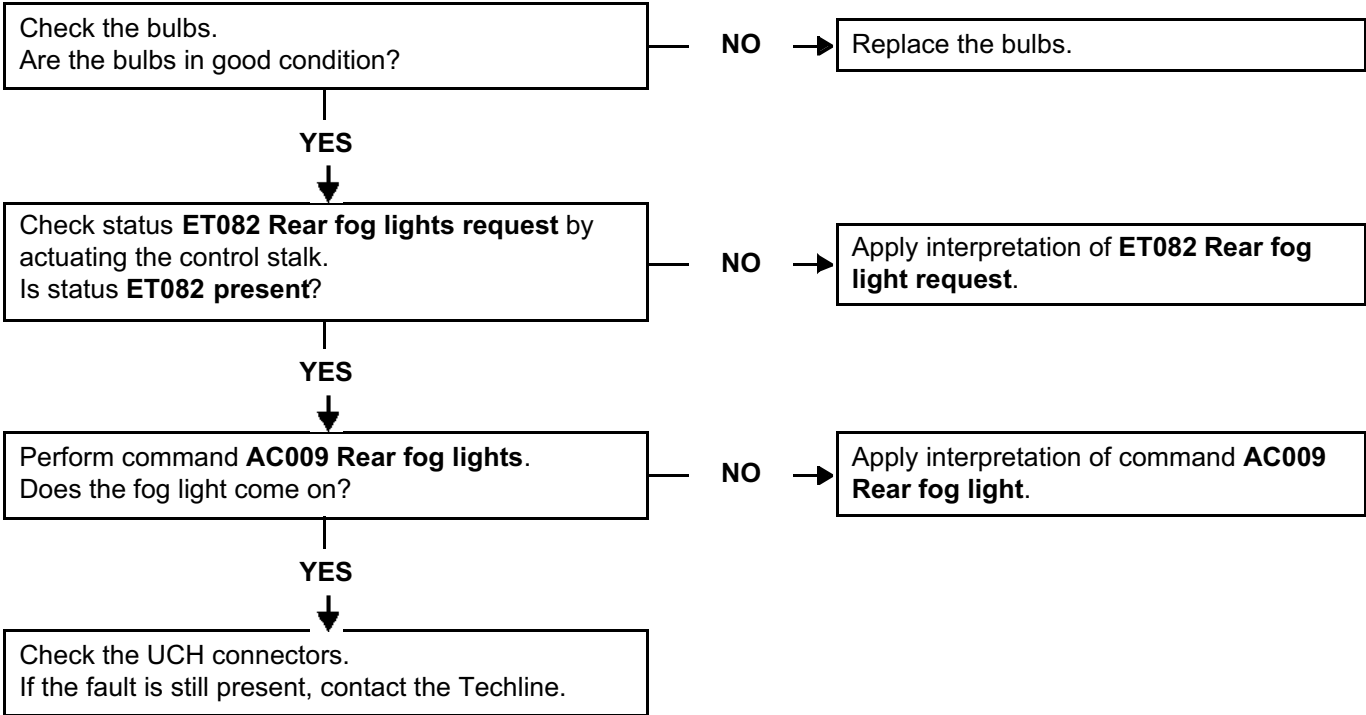 Check the bulbs.
Are the bulbs in good condition?
NO
Replace the bulbs.
YES
Check status ET082 Rear fog lights request by
actuating the control stalk.
Is status ET082 present?
NO
Apply interpretation of ET082 Rear fog
light request.
YES
Perform command AC009 Rear fog lights.
Does the fog light come on?
NO
Apply interpretation of command AC009
Rear fog light.
YES
Check the UCH connectors.
If the fault is still present, contact the Techline.